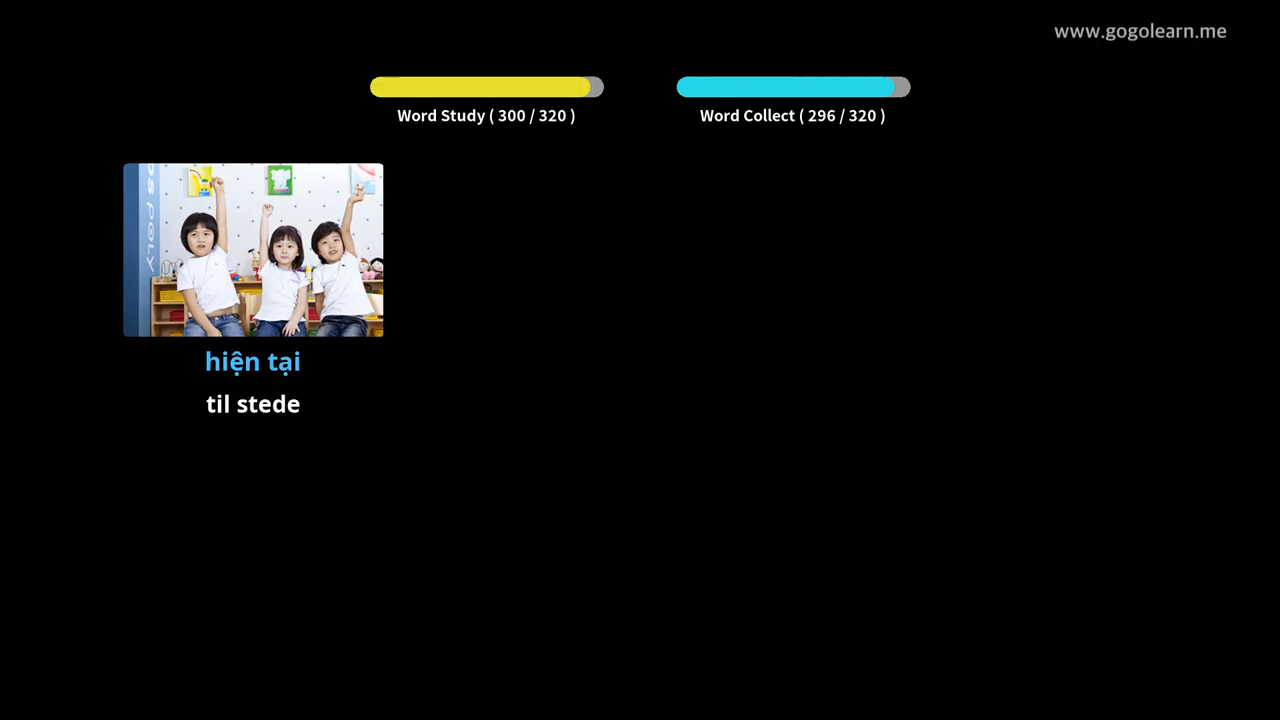 www.gogolearn.me
Word Study ( 300 / 320 )
Word Collect ( 296 / 320 )
hiện tại
til stede